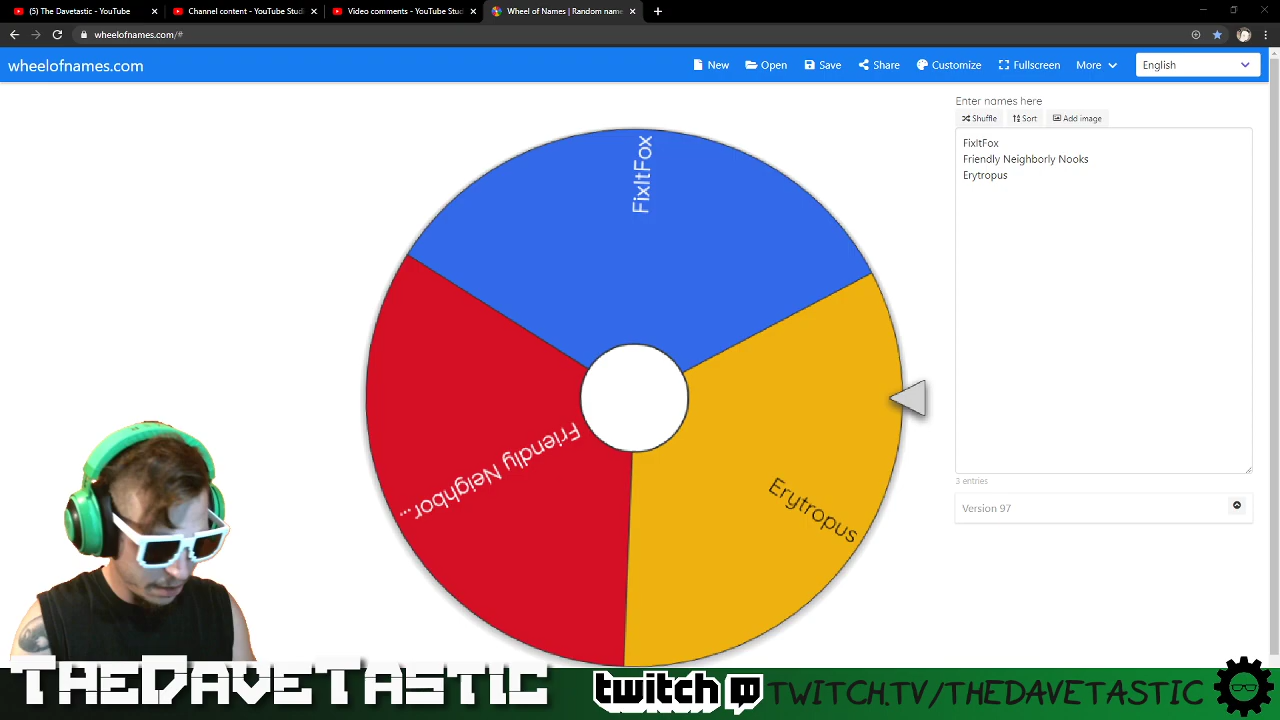 (5) The Davetastic - YouTube
Channel content - YouTube Stud
Video comments - YouTube Stud
Wheel of Names | Random name
wheelofnames.com/#
wheelofnames.com
New
Open
Save
Share
Customize
Fullscreen
More
English
Enter names here
Shuffle
Sort
Add image
FixItFox
Friendly Neighborly Nooks
Erytropus
3 entries
Version 97
FixItFox
Friendly Neighbor...
Erytropus
THEDAVETASTIC
twitch
TWITCH.TV/THEDAVETASTIC